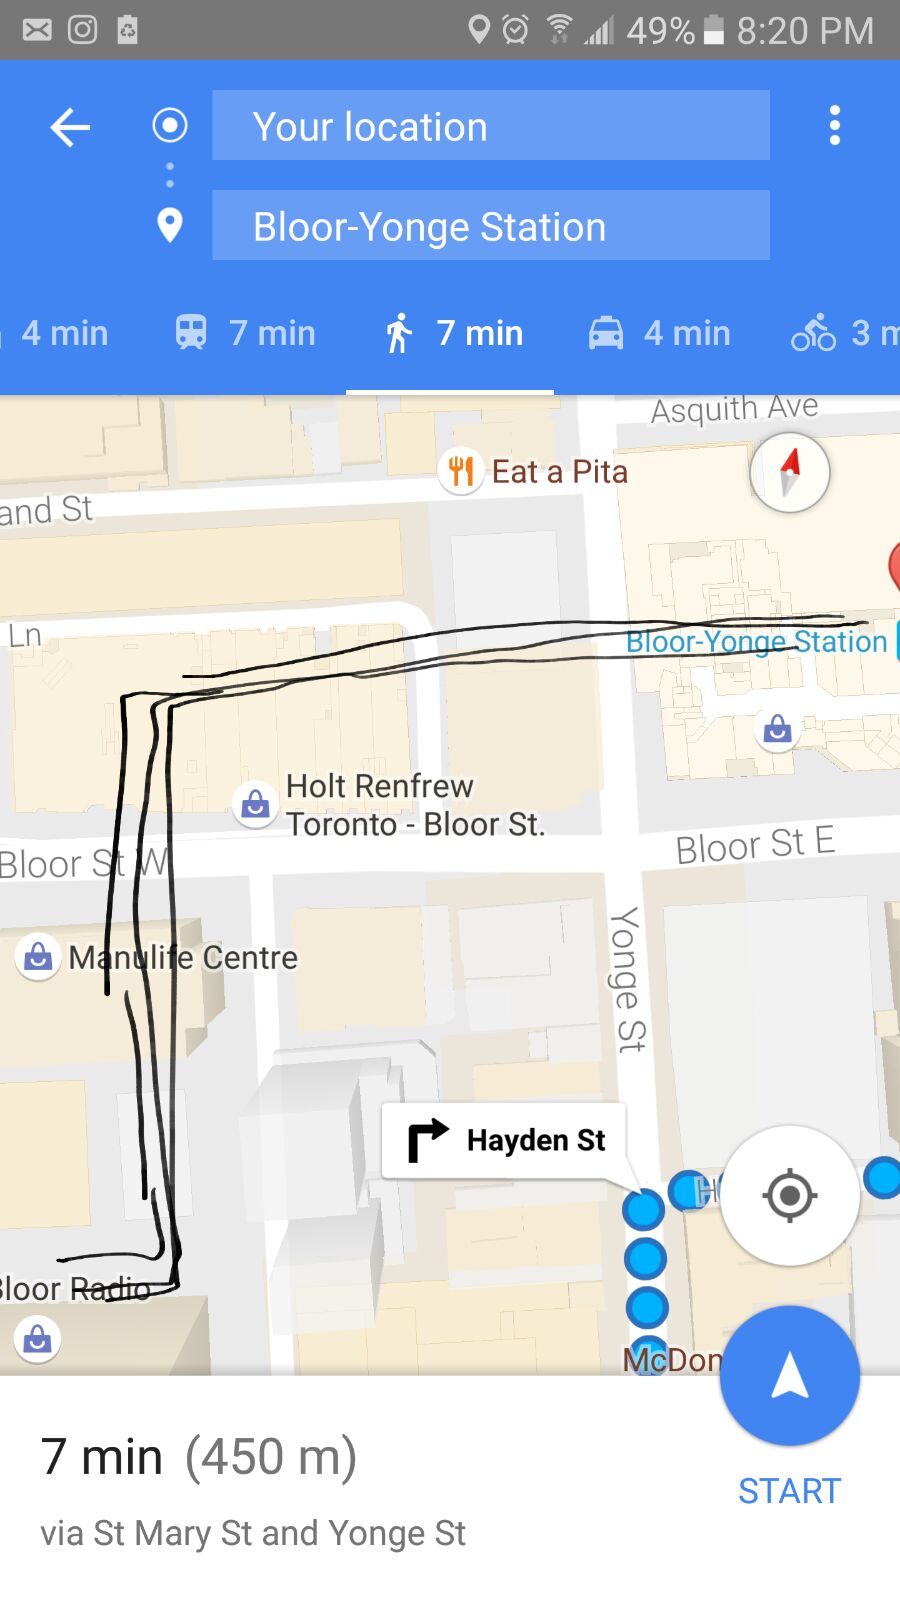 49% 8:20 PM
Your location
Bloor-Yonge Station
4 min 7 min 7 min 4 min 3 m
Asquith Ave
Eat a Pita
and St
Ln
Bloor-Yonge Station
Holt Renfrew
Toronto - Bloor St.
Bloor St E
Bloor St W
Yonge St
Manulife Centre
Hayden St
H
Bloor Radio
McDon
7 min (450 m)
START
via St Mary St and Yonge St